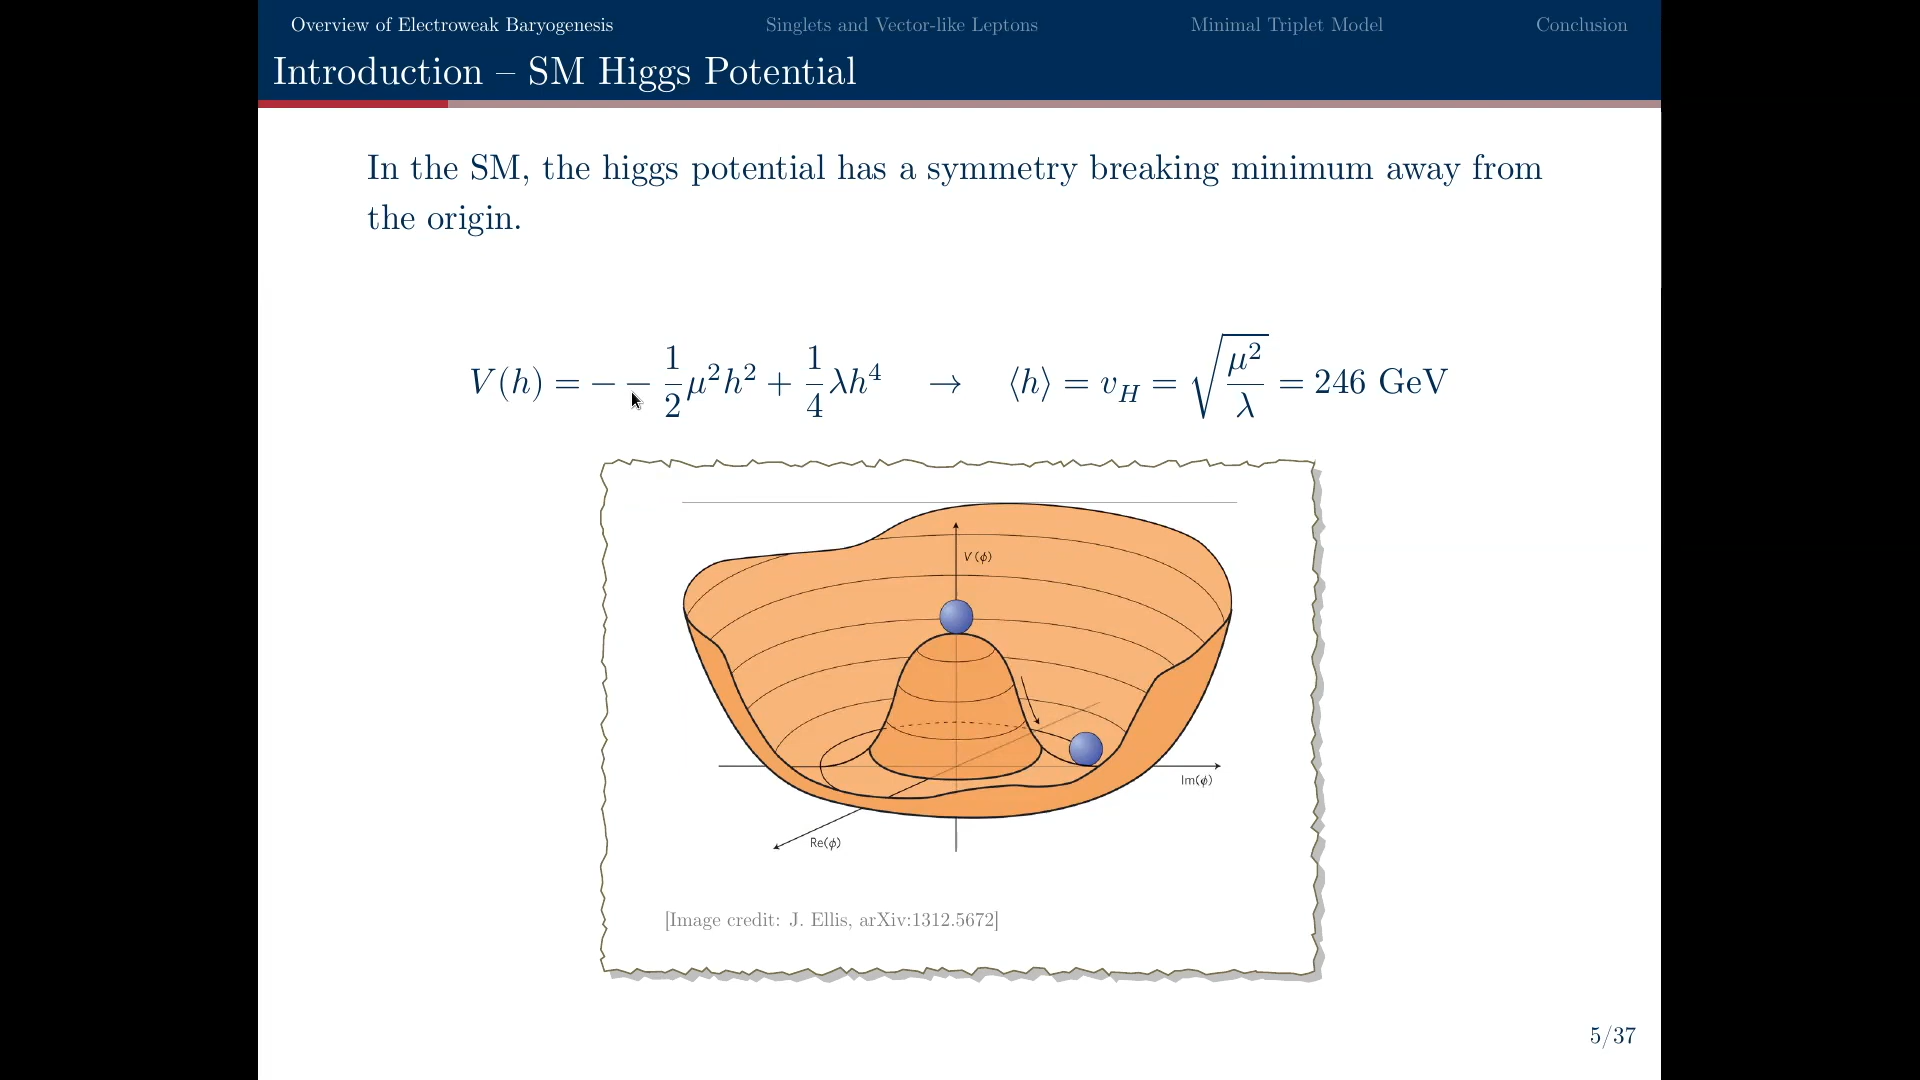 Overview of Electroweak Baryogenesis Singlets and Vector-like Leptons Minimal Triplet Model Conclusion
Introduction – SM Higgs Potential
In the SM, the higgs potential has a symmetry breaking minimum away from
the origin.
V(h) = − − 1/2 μ²h² + 1/4 λh⁴ → ⟨h⟩ = v_H = √(μ²/λ) = 246 GeV
V(ϕ)
Im(ϕ)
Re(ϕ)
[Image credit: J. Ellis, arXiv:1312.5672]
5/37